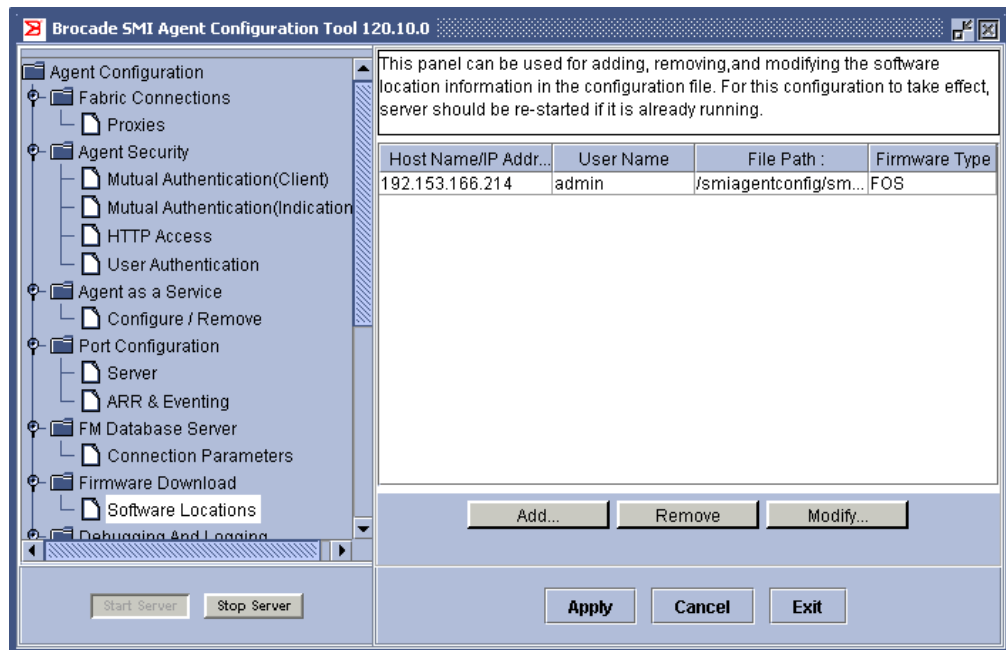 Brocade SMI Agent Configuration Tool 120.10.0
Agent Configuration
Fabric Connections
Proxies
Agent Security
Mutual Authentication(Client)
Mutual Authentication(Indication
HTTP Access
User Authentication
Agent as a Service
Configure / Remove
Port Configuration
Server
ARR & Eventing
FM Database Server
Connection Parameters
Firmware Download
Software Locations
Debugging And Logging
Start Server
Stop Server
This panel can be used for adding, removing,and modifying the software
location information in the configuration file. For this configuration to take effect,
server should be re-started if it is already running.
Host Name/IP Addr... User Name File Path : Firmware Type
192.153.166.214 admin /smiagentconfig/sm... FOS
Add... Remove Modify...
Apply Cancel Exit